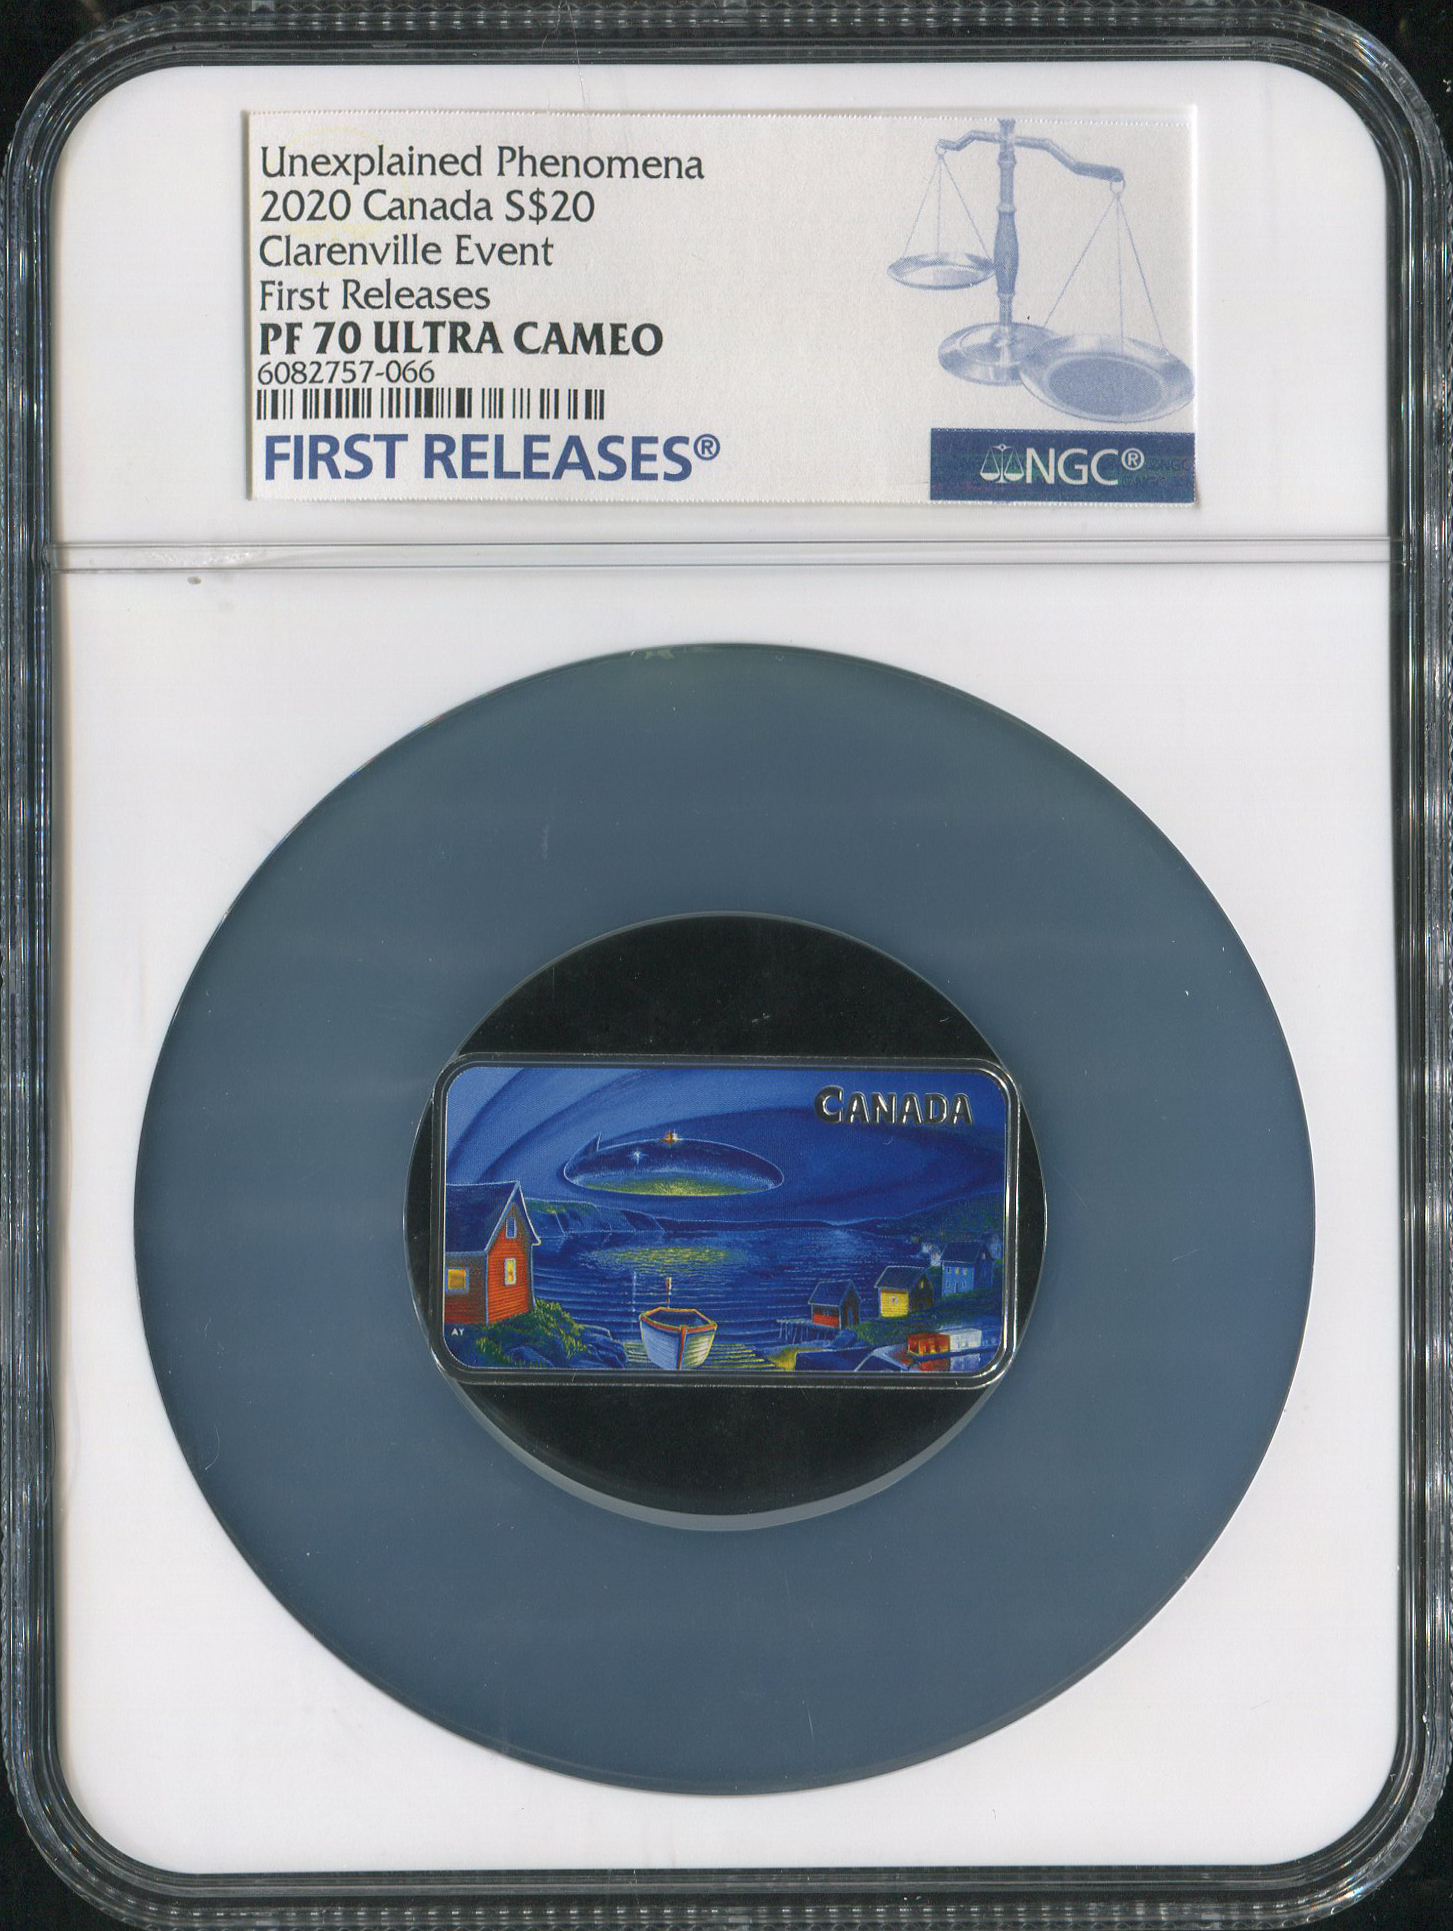 Unexplained Phenomena
2020 Canada S$20
Clarenville Event
First Releases
PF 70 ULTRA CAMEO
6082757-066
FIRST RELEASES®
NGC®
CANADA
AY